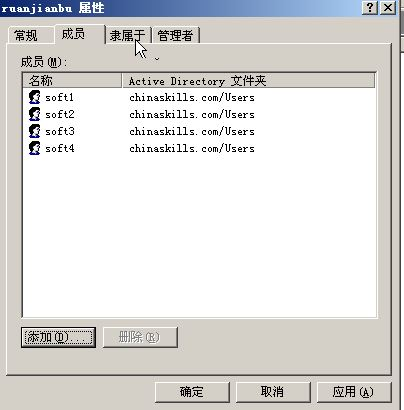 ruanjianbu 属性
常规 成员 隶属于 管理者
成员(M):
名称 Active Directory 文件夹
soft1 chinaskills.com/Users
soft2 chinaskills.com/Users
soft3 chinaskills.com/Users
soft4 chinaskills.com/Users
添加(D)... 删除(R)
确定 取消 应用(A)